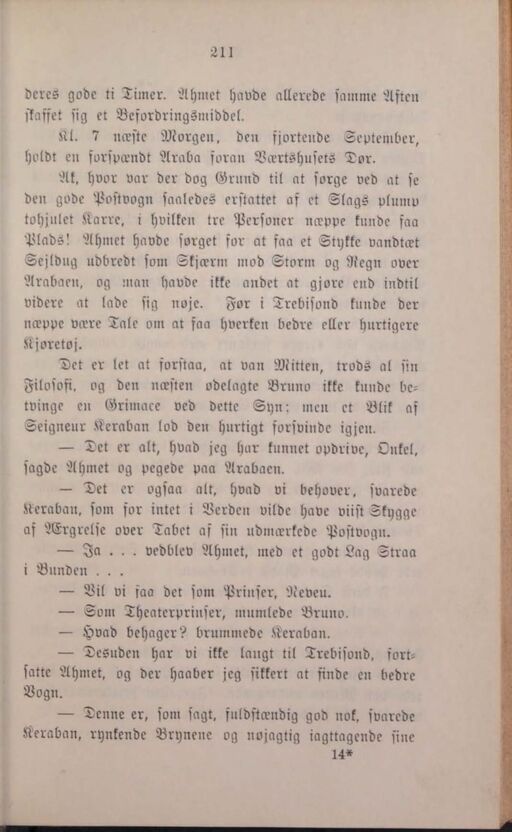 211
deres gode ti Timer. Ahmet havde allerede samme Aften
skaffet sig et Befordringsmiddel.
Kl. 7 næste Morgen, den fjortende September,
holdt en forspændt Araba foran Værtshusets Dør.
Ak, hvor var der dog Grund til at sørge ved at se
den gode Postvogn saaledes erstattet af et Slags plump
tohjulet Karre, i hvilken tre Personer næppe kunde faa
Plads! Ahmet havde sørget for at faa et Stykke vandtæt
Sejldug udbredt som Skjærm mod Storm og Regn over
Arabaen, og man havde ikke andet at gjøre end indtil
videre at lade sig nøje. Før i Trebisond kunde der
næppe være Tale om at faa hverken bedre eller hurtigere
Kjøretøj.
Det er let at forstaa, at van Mitten, trods al sin
Filosofi, og den næsten ødelagte Bruno ikke kunde be-
tvinge en Grimace ved dette Syn; men et Blik af
Seigneur Keraban lod den hurtigt forsvinde igjen.
— Det er alt, hvad jeg har kunnet opdrive, Onkel,
sagde Ahmet og pegede paa Arabaen.
— Det er ogsaa alt, hvad vi behøver, svarede
Keraban, som for intet i Verden vilde have viist Skygge
af Ærgrelse over Tabet af sin udmærkede Postvogn.
— Ja . . . vedblev Ahmet, med et godt Lag Straa
i Bunden . . .
— Vil vi faa det som Prinser, Neveu.
— Som Theaterprinser, mumlede Bruno.
— Hvad behager? brummede Keraban.
— Desuden har vi ikke langt til Trebisond, fort-
satte Ahmet, og der haaber jeg sikkert at finde en bedre
Vogn.
— Denne er, som sagt, fuldstændig god nok, svarede
Keraban, rynkende Brynene og nøjagtig iagttagende sine
14*